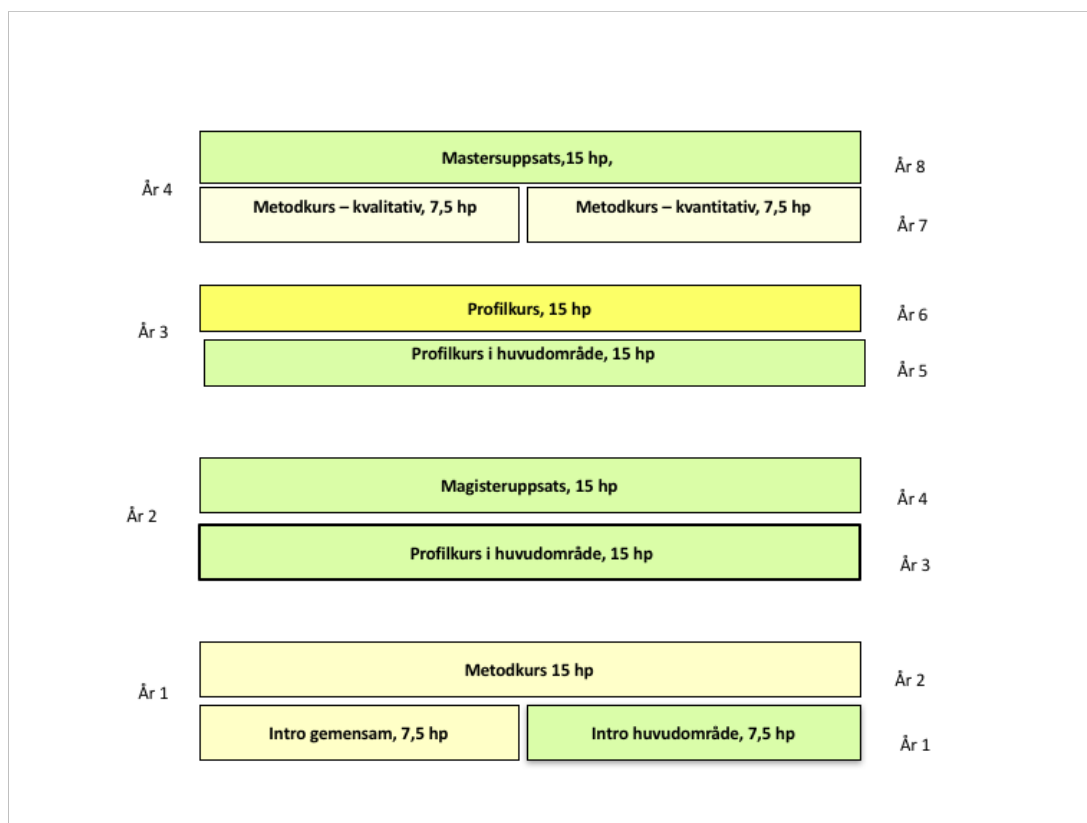 Mastersuppsats,15 hp,
År 8
År 4
Metodkurs – kvalitativ, 7,5 hp
Metodkurs – kvantitativ, 7,5 hp
År 7
Profilkurs, 15 hp
År 6
År 3
Profilkurs i huvudområde, 15 hp
År 5
Magisteruppsats, 15 hp
År 4
År 2
Profilkurs i huvudområde, 15 hp
År 3
Metodkurs 15 hp
År 2
År 1
Intro gemensam, 7,5 hp
Intro huvudområde, 7,5 hp
År 1